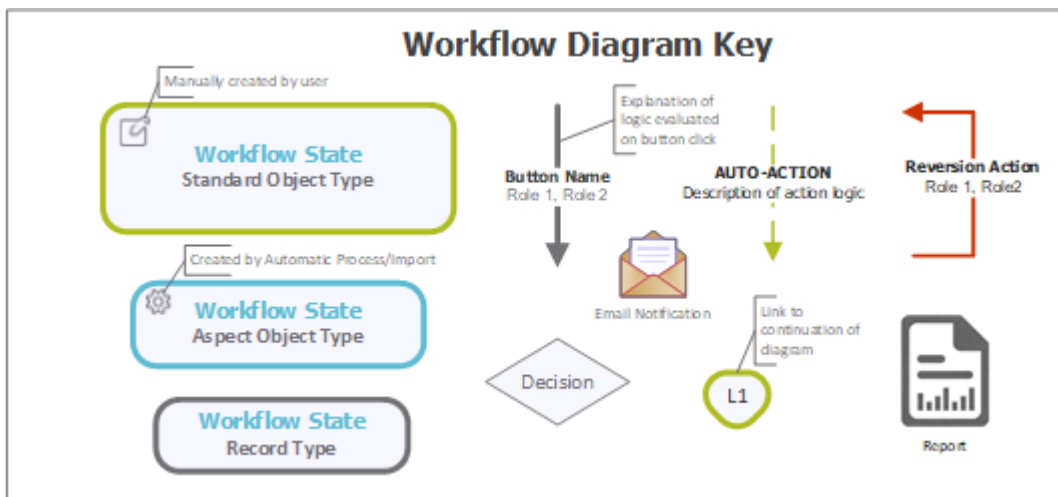 Workflow Diagram Key
Manually created by user
Workflow State
Standard Object Type
Created by Automatic Process/Import
Workflow State
Aspect Object Type
Workflow State
Record Type
Explanation of
logic evaluated
on button click
Button Name
Role 1, Role 2
Email Notification
Decision
AUTO-ACTION
Description of action logic
Link to
continuation of
diagram
L1
Reversion Action
Role 1, Role2
Report